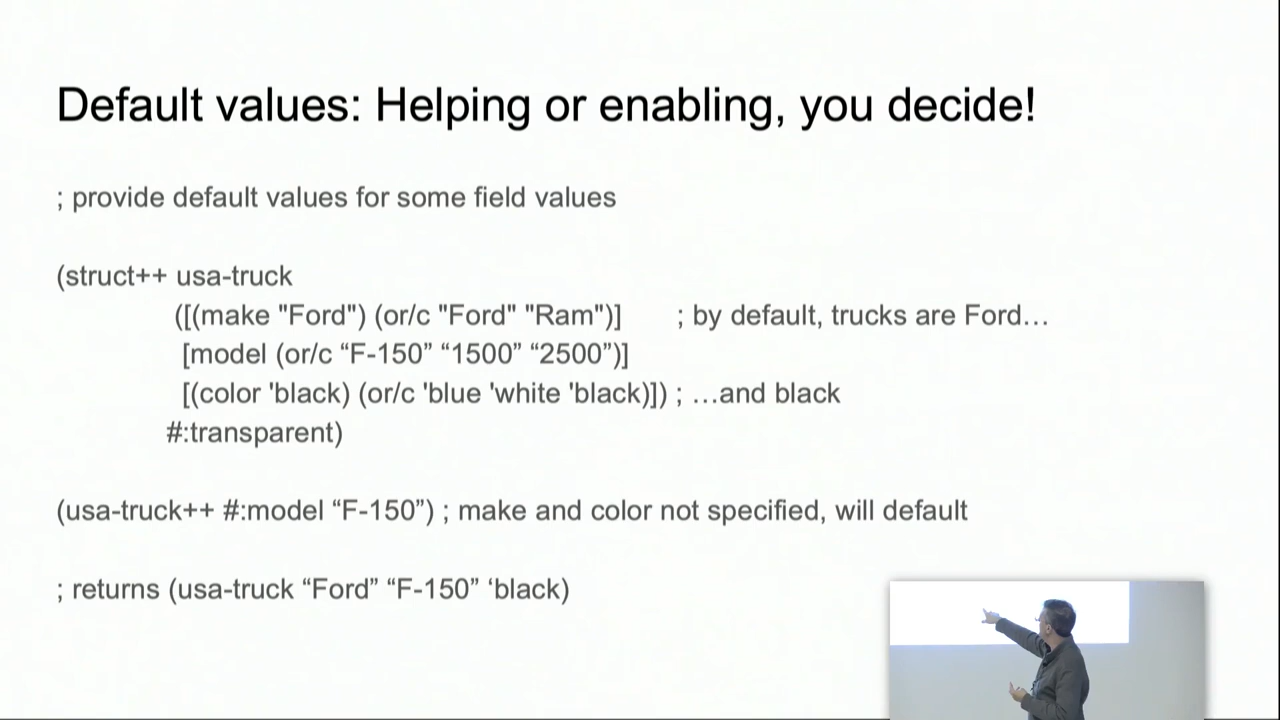 Default values: Helping or enabling, you decide!
; provide default values for some field values
(struct++ usa-truck
([(make "Ford") (or/c "Ford" "Ram")] ; by default, trucks are Ford…
[model (or/c “F-150” “1500” “2500”)]
[(color 'black) (or/c 'blue 'white 'black)]) ; …and black
#:transparent)
(usa-truck++ #:model “F-150”) ; make and color not specified, will default
; returns (usa-truck “Ford” “F-150” ‘black)